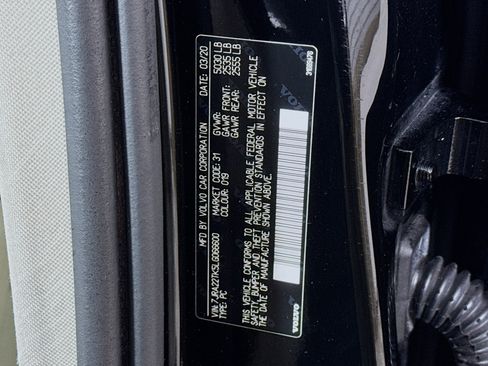 MFD. BY VOLVO CAR CORPORATION DATE: 03/20
MARKET CODE: 31 GVWR: 5030 LB
COLOUR: 019 GAWR FRONT: 2535 LB
GAWR REAR: 2555 LB
VIN: 7JRA22TK5LG066600
TYPE: PC
THIS VEHICLE CONFORMS TO ALL APPLICABLE FEDERAL MOTOR VEHICLE
SAFETY, BUMPER AND THEFT PREVENTION STANDARDS IN EFFECT ON
THE DATE OF MANUFACTURE SHOWN ABOVE.
VOLVO